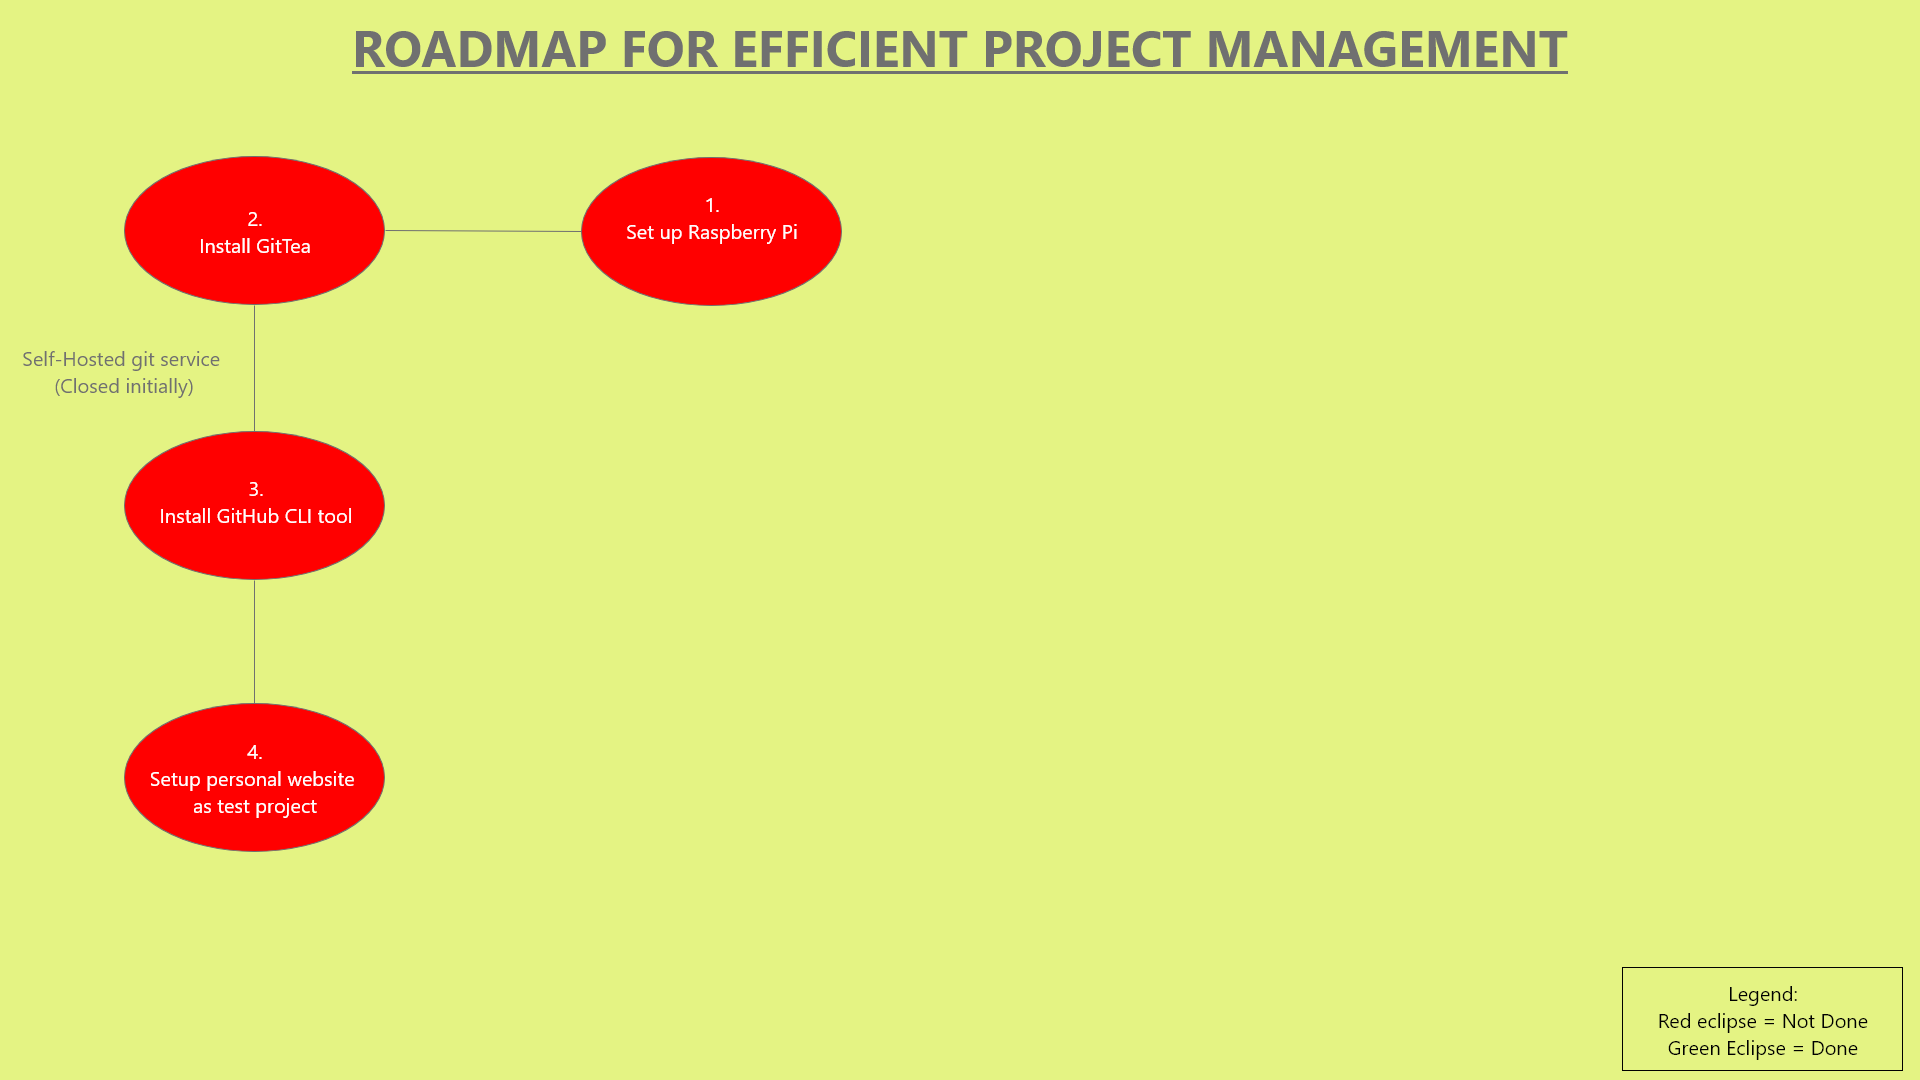 ROADMAP FOR EFFICIENT PROJECT MANAGEMENT
2.
Install GitTea
1.
Set up Raspberry Pi
Self-Hosted git service
(Closed initially)
3.
Install GitHub CLI tool
4.
Setup personal website
as test project
Legend:
Red eclipse = Not Done
Green Eclipse = Done